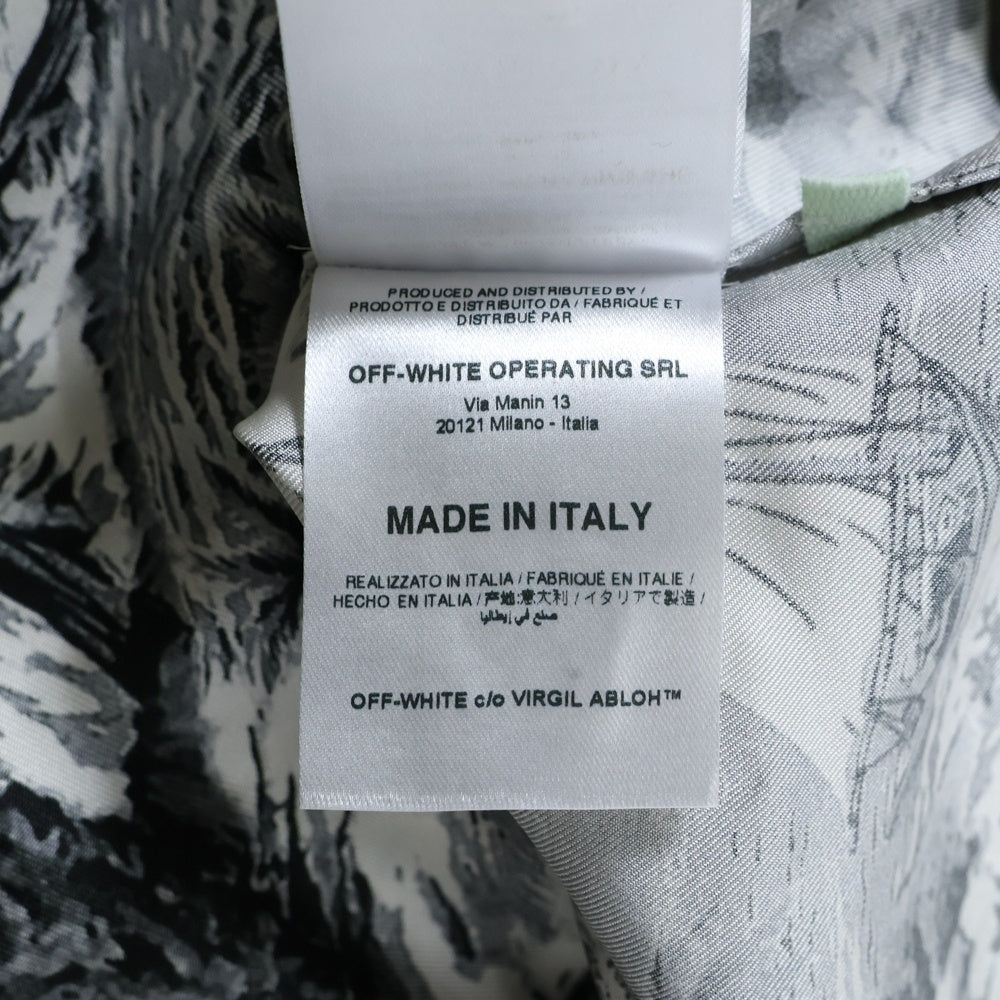 PRODUCED AND DISTRIBUTED BY /
PRODOTTO E DISTRIBUITO DA / FABRIQUÉ ET
DISTRIBUÉ PAR
OFF-WHITE OPERATING SRL
Via Manin 13
20121 Milano - Italia
MADE IN ITALY
REALIZZATO IN ITALIA / FABRIQUÉ EN ITALIE /
HECHO EN ITALIA / 产地:意大利 / イタリアで製造 /
صنع في إيطاليا
OFF-WHITE c/o VIRGIL ABLOH™